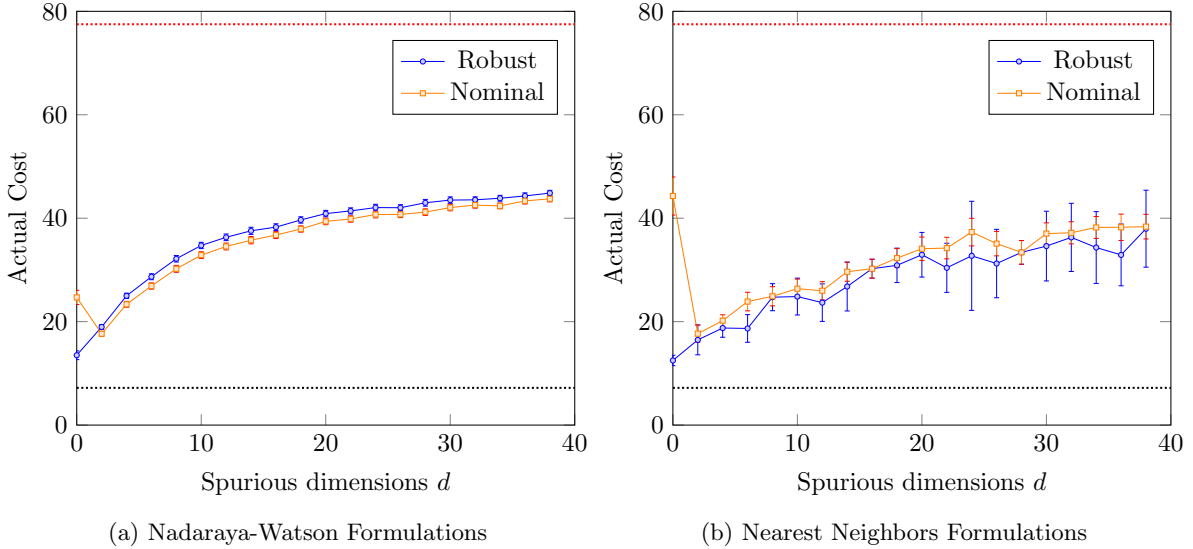 80
60
40
20
0
0
10
20
30
40
Actual Cost
Spurious dimensions d
Robust
Nominal
(a) Nadaraya-Watson Formulations
80
60
40
20
0
0
10
20
30
40
Actual Cost
Spurious dimensions d
Robust
Nominal
(b) Nearest Neighbors Formulations